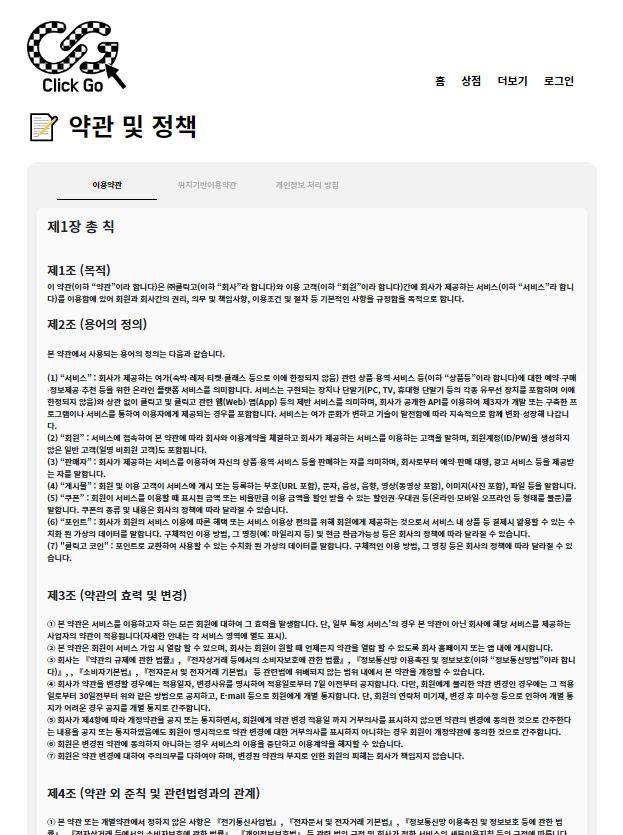 Click Go
홈 상점 더보기 로그인
약관 및 정책
이용약관 위치기반이용약관 개인정보 처리 방침
제1장 총 칙
제1조 (목적)
이 약관(이하 “약관”이라 합니다)은 ㈜클릭고(이하 “회사”라 합니다)와 이용 고객(이하 “회원”이라 합니다)간에 회사가 제공하는 서비스(이하 “서비스”라 합니
다)를 이용함에 있어 회원과 회사간의 권리, 의무 및 책임사항, 이용조건 및 절차 등 기본적인 사항을 규정함을 목적으로 합니다.
제2조 (용어의 정의)
본 약관에서 사용되는 용어의 정의는 다음과 같습니다.
(1) “서비스” : 회사가 제공하는 여가(숙박·레저·티켓·클래스 등으로 이에 한정되지 않음) 관련 상품·용역·서비스 등(이하 “상품등”이라 합니다)에 대한 예약·구매
·정보제공·추천 등을 위한 온라인 플랫폼 서비스를 의미합니다. 서비스는 구현되는 장치나 단말기(PC, TV, 휴대형 단말기 등의 각종 유무선 장치를 포함하며 이에
한정되지 않음)와 상관 없이 클릭고 및 클릭고 관련 웹(Web)·앱(App) 등의 제반 서비스를 의미하며, 회사가 공개한 API를 이용하여 제3자가 개발 또는 구축한 프
로그램이나 서비스를 통하여 이용자에게 제공되는 경우를 포함합니다. 서비스는 여가 문화가 변하고 기술이 발전함에 따라 지속적으로 함께 변화·성장해 나갑니
다.
(2) “회원” : 서비스에 접속하여 본 약관에 따라 회사와 이용계약을 체결하고 회사가 제공하는 서비스를 이용하는 고객을 말하며, 회원계정(ID/PW)을 생성하지
않은 일반 고객(일명 비회원 고객)도 포함됩니다.
(3) “판매자” : 회사가 제공하는 서비스를 이용하여 자신의 상품·용역·서비스 등을 판매하는 자를 의미하며, 회사로부터 예약·판매 대행, 광고 서비스 등을 제공받
는 자를 말합니다.
(4) “게시물” : 회원 및 이용 고객이 서비스에 게시 또는 등록하는 부호(URL 포함), 문자, 음성, 음향, 영상(동영상 포함), 이미지(사진 포함), 파일 등을 말합니다.
(5) “쿠폰” : 회원이 서비스를 이용할 때 표시된 금액 또는 비율만큼 이용 금액을 할인 받을 수 있는 할인권·우대권 등(온라인·모바일·오프라인 등 형태를 불문)를
말합니다. 쿠폰의 종류 및 내용은 회사의 정책에 따라 달라질 수 있습니다.
(6) “포인트” : 회사가 회원의 서비스 이용에 따른 혜택 또는 서비스 이용상 편의를 위해 회원에게 제공하는 것으로서 서비스 내 상품 등 결제시 활용할 수 있는 수
치화 된 가상의 데이터를 말합니다. 구체적인 이용 방법, 그 명칭(예: 마일리지 등) 및 현금 환급가능성 등은 회사의 정책에 따라 달라질 수 있습니다.
(7) "클릭고 코인" : 포인트로 교환하여 사용할 수 있는 수치화 된 가상의 데이터를 말합니다. 구체적인 이용 방법, 그 명칭 등은 회사의 정책에 따라 달라질 수 있
습니다.
제3조 (약관의 효력 및 변경)
① 본 약관은 서비스를 이용하고자 하는 모든 회원에 대하여 그 효력을 발생합니다. 단, 일부 특정 서비스'의 경우 본 약관이 아닌 회사에 해당 서비스를 제공하는
사업자의 약관이 적용됩니다(자세한 안내는 각 서비스 영역에 별도 표시).
② 본 약관은 회원이 서비스 가입 시 열람 할 수 있으며, 회사는 회원이 원할 때 언제든지 약관을 열람 할 수 있도록 회사 홈페이지 또는 앱 내에 게시합니다.
③ 회사는 『약관의 규제에 관한 법률』, 『전자상거래 등에서의 소비자보호에 관한 법률』, 『정보통신망 이용촉진 및 정보보호(이하 “정보통신망법”이라 합니
다)』, , 『소비자기본법』, 『전자문서 및 전자거래 기본법』 등 관련법에 위배되지 않는 범위 내에서 본 약관을 개정할 수 있습니다.
④ 회사가 약관을 변경할 경우에는 적용일자, 변경사유를 명시하여 적용일로부터 7일 이전부터 공지합니다. 다만, 회원에게 불리한 약관 변경인 경우에는 그 적용
일로부터 30일전부터 위와 같은 방법으로 공지하고, E-mail 등으로 회원에게 개별 통지합니다. 단, 회원의 연락처 미기재, 변경 후 미수정 등으로 인하여 개별 통
지가 어려운 경우 공지를 개별 통지로 간주합니다.
⑤ 회사가 제4항에 따라 개정약관을 공지 또는 통지하면서, 회원에게 약관 변경 적용일 까지 거부의사를 표시하지 않으면 약관의 변경에 동의한 것으로 간주한다
는 내용을 공지 또는 통지하였음에도 회원이 명시적으로 약관 변경에 대한 거부의사를 표시하지 아니하는 경우 회원이 개정약관에 동의한 것으로 간주합니다.
⑥ 회원은 변경된 약관에 동의하지 아니하는 경우 서비스의 이용을 중단하고 이용계약을 해지할 수 있습니다.
⑦ 회원은 약관 변경에 대하여 주의의무를 다하여야 하며, 변경된 약관의 부지로 인한 회원의 피해는 회사가 책임지지 않습니다.
제4조 (약관 외 준칙 및 관련법령과의 관계)
① 본 약관 또는 개별약관에서 정하지 않은 사항은 『전기통신사업법』, 『전자문서 및 전자거래 기본법』, 『정보통신망 이용촉진 및 정보보호 등에 관한 법
률』, 『전자상거래 등에서의 소비자보호에 관한 법률』, 『개인정보보호법』 등 관련 법의 규정 및 회사가 정한 서비스의 세부이용지침 등의 규정에 따릅니다.